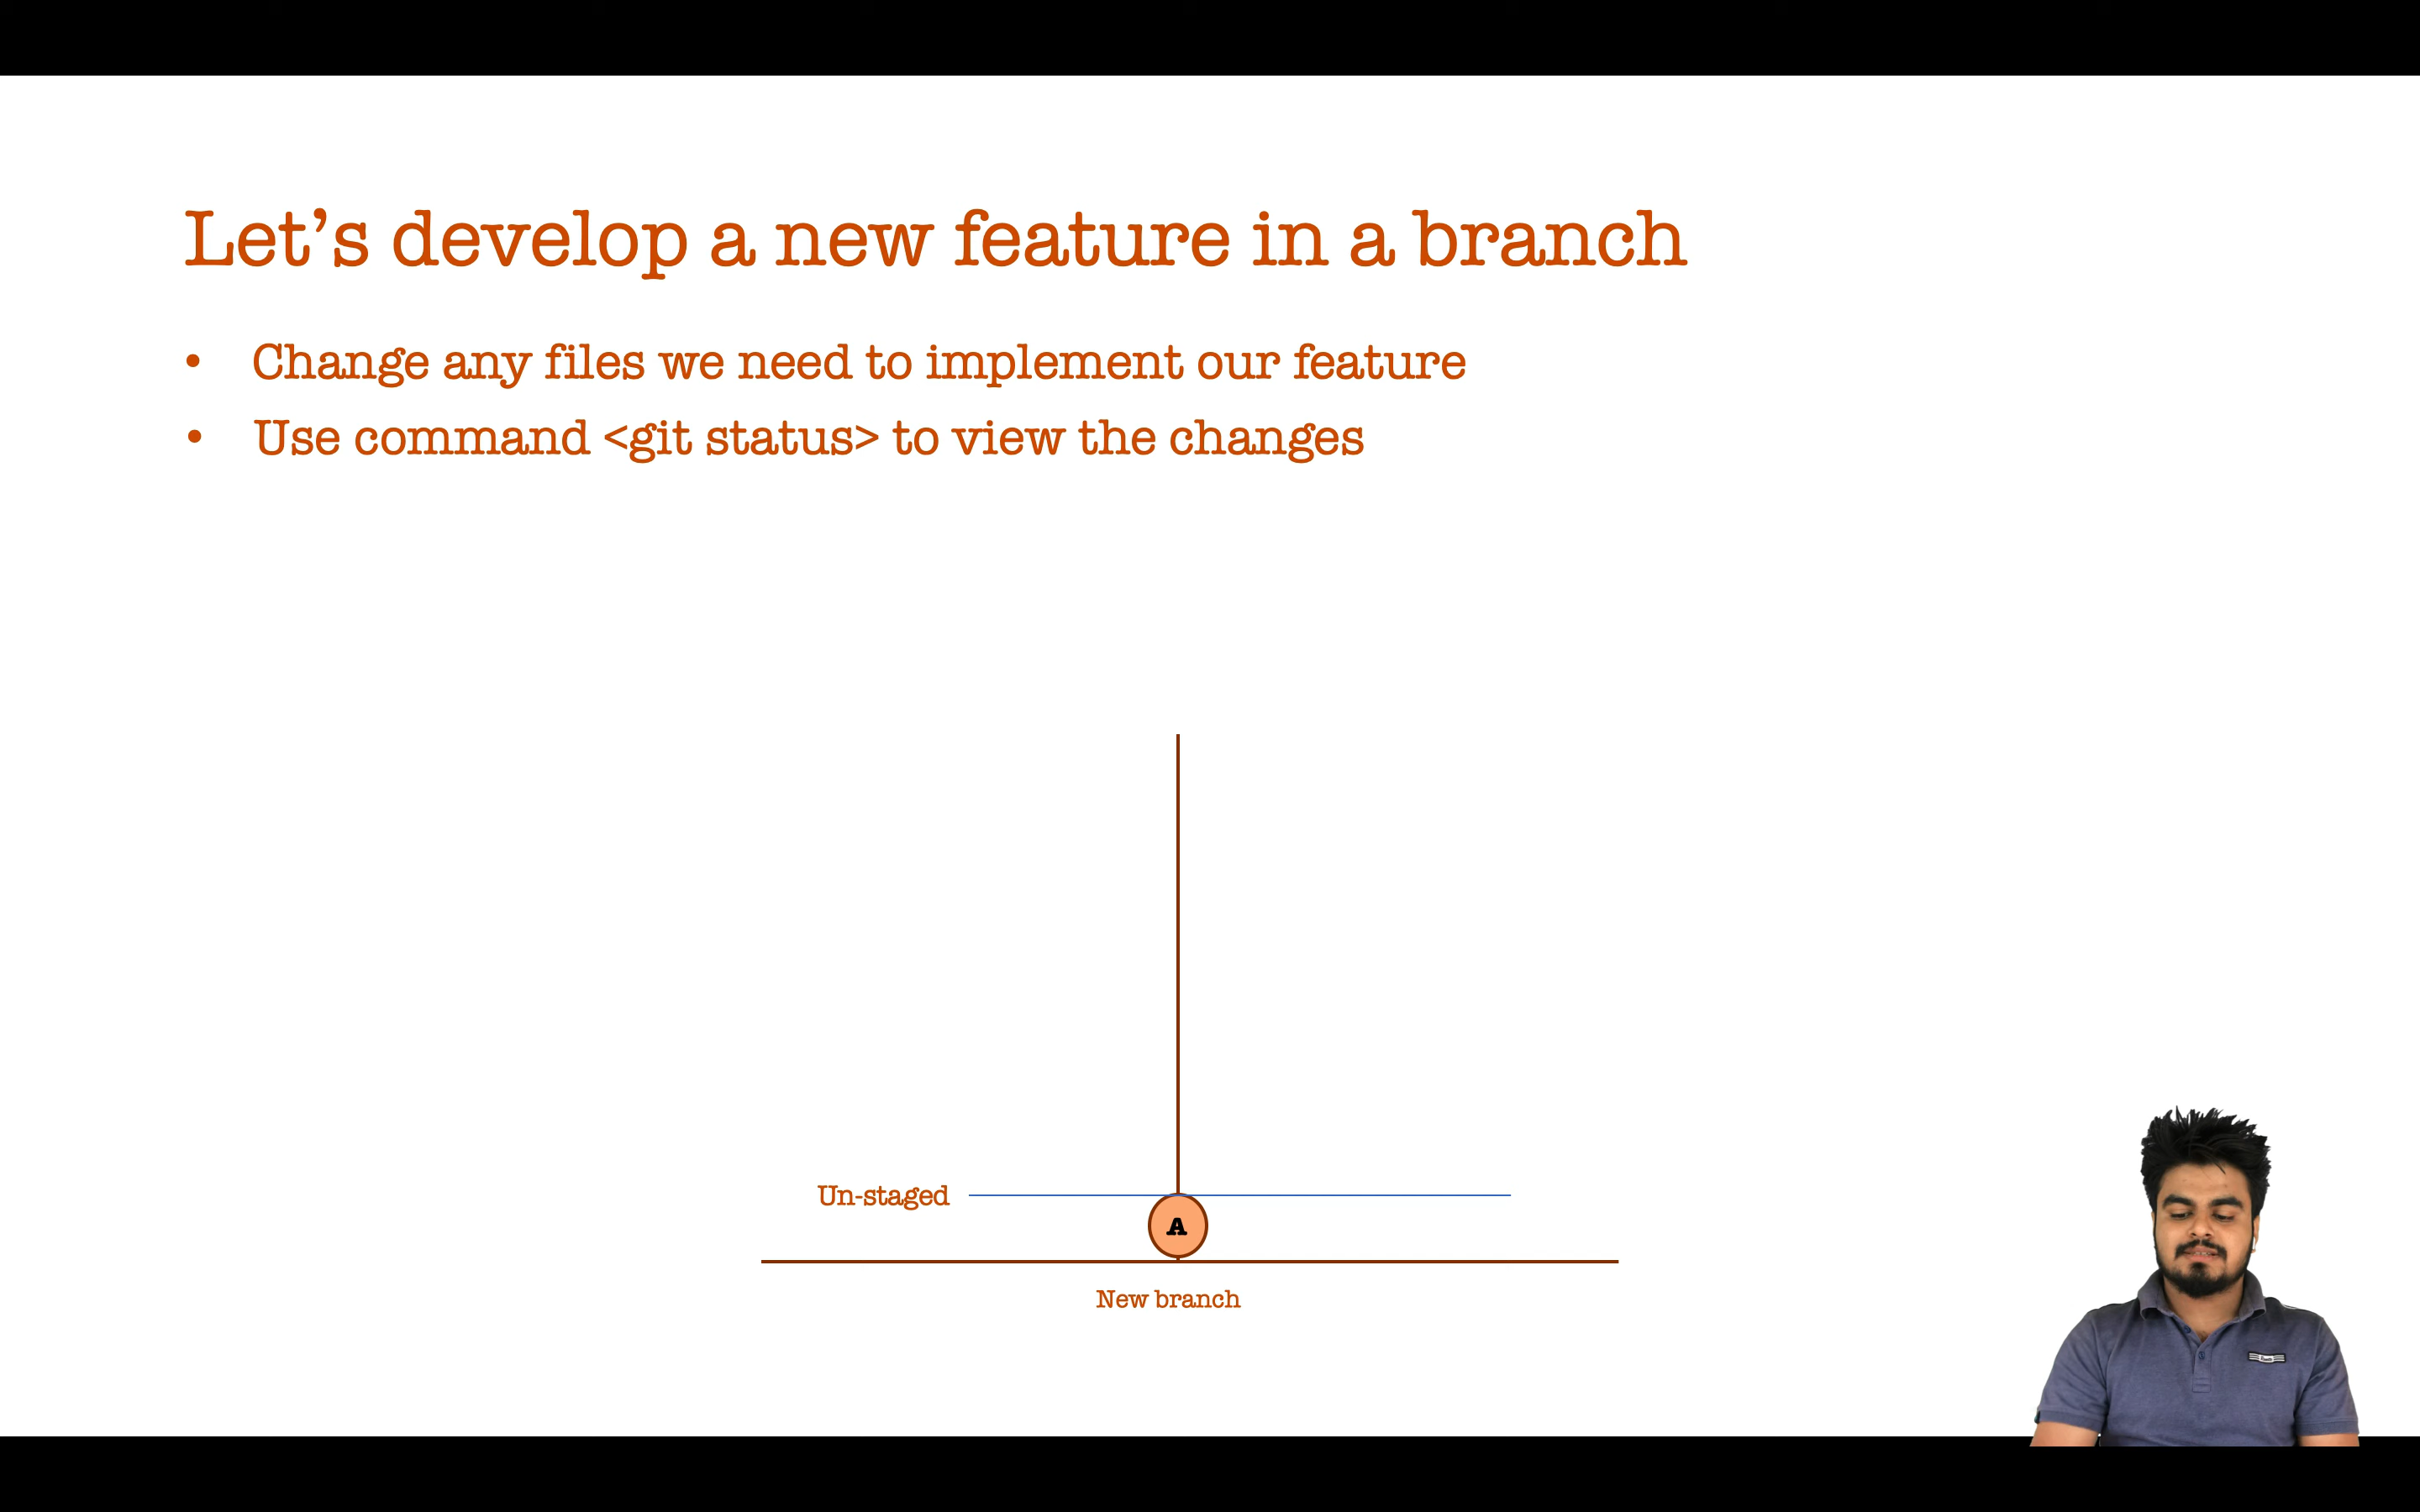 Let’s develop a new feature in a branch
• Change any files we need to implement our feature
• Use command <git status> to view the changes
Un-staged
A
New branch